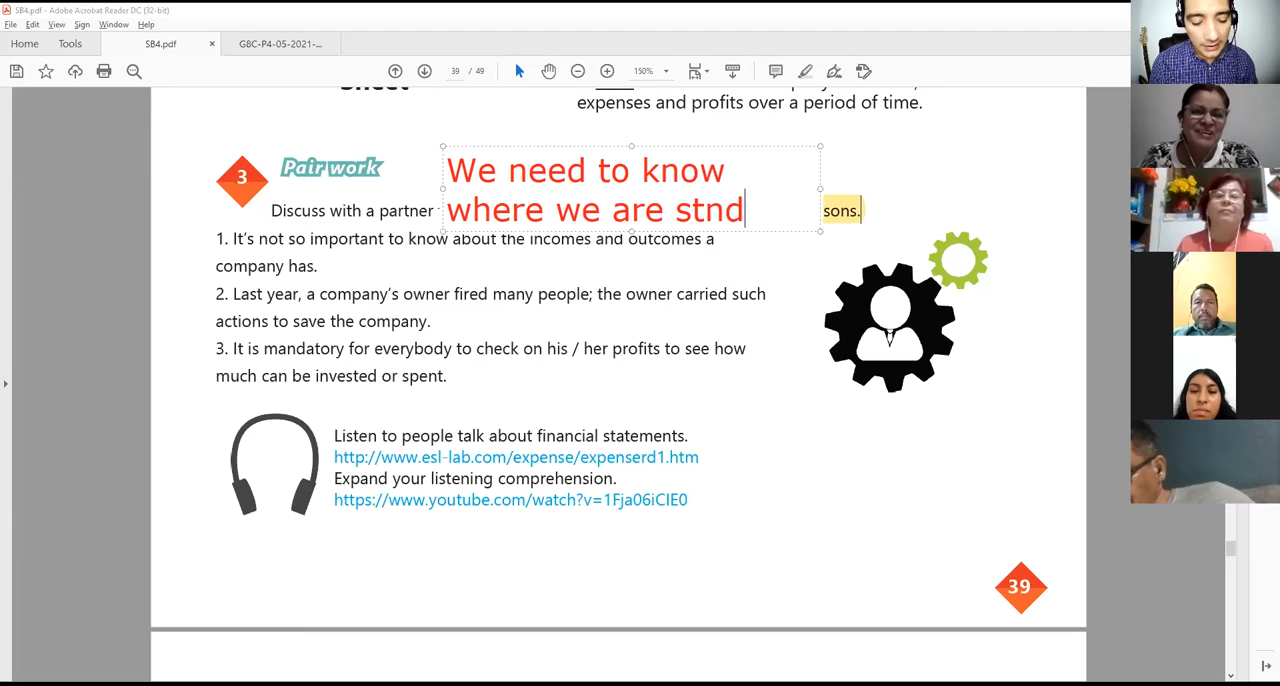 SB4.pdf - Adobe Acrobat Reader DC (32-bit)
File Edit View Sign Window Help
Home Tools SB4.pdf × G8C-P4-05-2021-...
39 / 49 150%
expenses and profits over a period of time.
3 Pair work
We need to know
where we are stnd
Discuss with a partner sons.
1. It's not so important to know about the incomes and outcomes a
company has.
2. Last year, a company's owner fired many people; the owner carried such
actions to save the company.
3. It is mandatory for everybody to check on his / her profits to see how
much can be invested or spent.
Listen to people talk about financial statements.
http://www.esl-lab.com/expense/expenserd1.htm
Expand your listening comprehension.
https://www.youtube.com/watch?v=1Fja06iCIE0
39